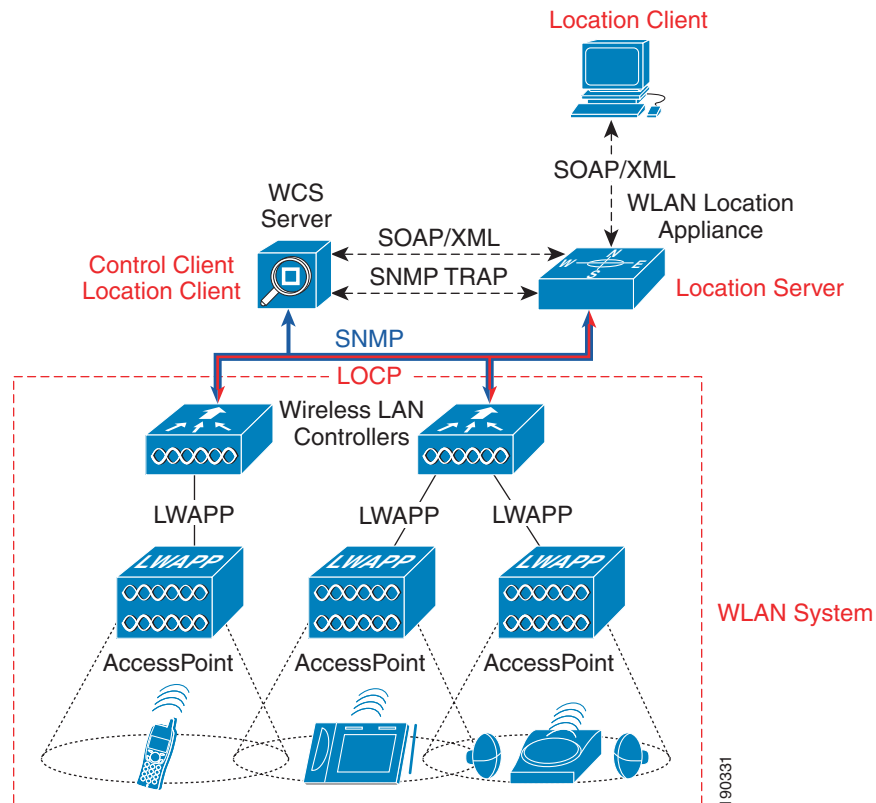 Location Client
SOAP/XML
WCS
Server
WLAN Location
Appliance
SOAP/XML
N
W
E
S
Control Client
Location Client
SNMP TRAP
Location Server
SNMP
LOCP
Wireless LAN
Controllers
LWAPP
LWAPP
LWAPP
LWAPP
LWAPP
LWAPP
WLAN System
AccessPoint
AccessPoint
AccessPoint
190331